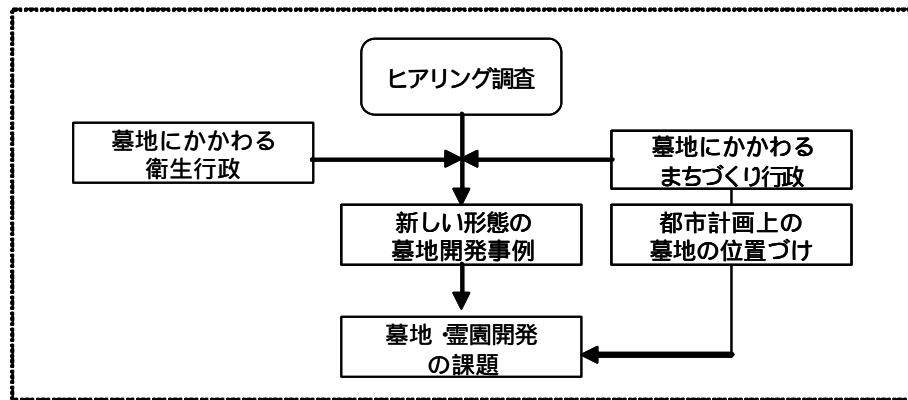 ヒアリング調査
墓地にかかわる
衛生行政
墓地にかかわる
まちづくり行政
新しい形態の
墓地開発事例
都市計画上の
墓地の位置づけ
墓地・霊園開発
の課題